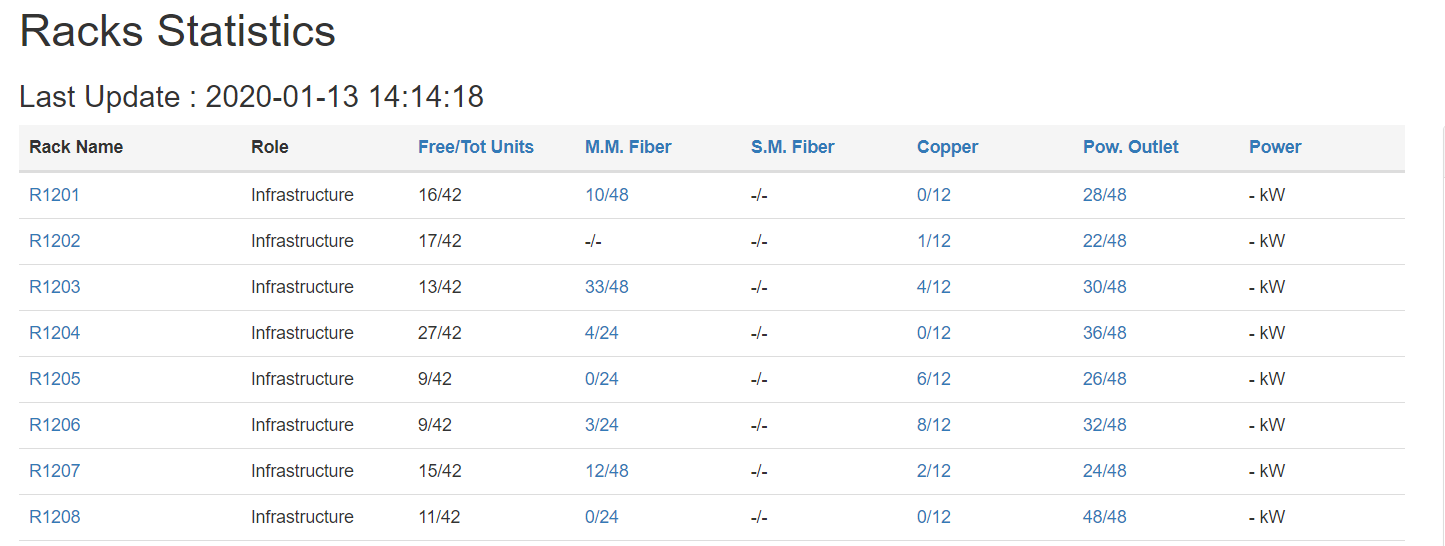 Racks Statistics
Last Update : 2020-01-13 14:14:18
Rack Name Role Free/Tot Units M.M. Fiber S.M. Fiber Copper Pow. Outlet Power
R1201 Infrastructure 16/42 10/48 -/- 0/12 28/48 - kW
R1202 Infrastructure 17/42 -/- -/- 1/12 22/48 - kW
R1203 Infrastructure 13/42 33/48 -/- 4/12 30/48 - kW
R1204 Infrastructure 27/42 4/24 -/- 0/12 36/48 - kW
R1205 Infrastructure 9/42 0/24 -/- 6/12 26/48 - kW
R1206 Infrastructure 9/42 3/24 -/- 8/12 32/48 - kW
R1207 Infrastructure 15/42 12/48 -/- 2/12 24/48 - kW
R1208 Infrastructure 11/42 0/24 -/- 0/12 48/48 - kW